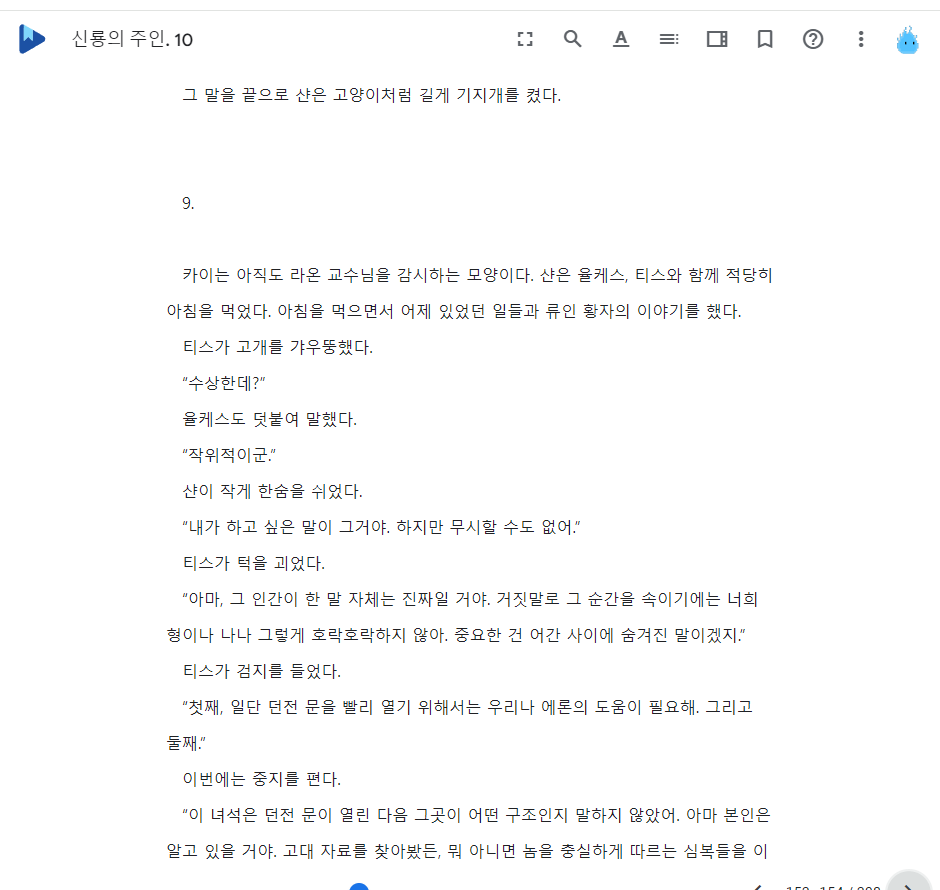 신룡의 주인. 10
그 말을 끝으로 샨은 고양이처럼 길게 기지개를 켰다.
9.
카이는 아직도 라온 교수님을 감시하는 모양이다. 샨은 율케스, 티스와 함께 적당히
아침을 먹었다. 아침을 먹으면서 어제 있었던 일들과 류인 황자의 이야기를 했다.
티스가 고개를 갸우뚱했다.
“수상한데?”
율케스도 덧붙여 말했다.
“작위적이군.”
샨이 작게 한숨을 쉬었다.
“내가 하고 싶은 말이 그거야. 하지만 무시할 수도 없어.”
티스가 턱을 괴었다.
“아마, 그 인간이 한 말 자체는 진짜일 거야. 거짓말로 그 순간을 속이기에는 너희
형이나 나나 그렇게 호락호락하지 않아. 중요한 건 어간 사이에 숨겨진 말이겠지.”
티스가 검지를 들었다.
“첫째, 일단 던전 문을 빨리 열기 위해서는 우리나 에론의 도움이 필요해. 그리고
둘째.”
이번에는 중지를 편다.
“이 녀석은 던전 문이 열린 다음 그곳이 어떤 구조인지 말하지 않았어. 아마 본인은
알고 있을 거야. 고대 자료를 찾아봤든, 뭐 아니면 놈을 충실하게 따르는 심복들을 이